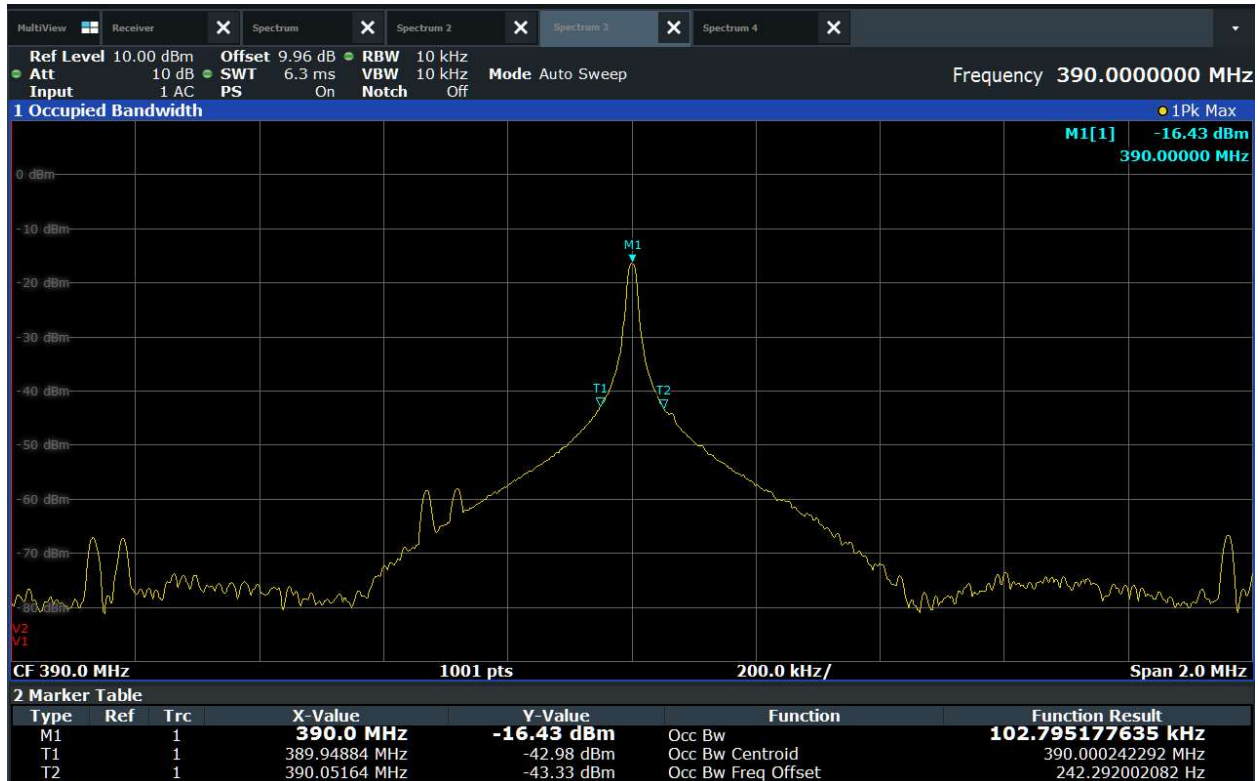 MultiView Receiver Spectrum Spectrum 2 Spectrum 3 Spectrum 4
Ref Level 10.00 dBm Offset 9.96 dB RBW 10 kHz
Att 10 dB SWT 6.3 ms VBW 10 kHz Mode Auto Sweep Frequency 390.0000000 MHz
Input 1 AC PS On Notch Off
1 Occupied Bandwidth 1Pk Max
M1[1] -16.43 dBm
390.00000 MHz
0 dBm
-10 dBm
M1
-20 dBm
-30 dBm
-40 dBm
T1 T2
-50 dBm
-60 dBm
-70 dBm
-80 dBm
V2
V1
CF 390.0 MHz 1001 pts 200.0 kHz/ Span 2.0 MHz
2 Marker Table
Type Ref Trc X-Value Y-Value Function Function Result
M1 1 390.0 MHz -16.43 dBm Occ Bw 102.795177635 kHz
T1 1 389.94884 MHz -42.98 dBm Occ Bw Centroid 390.000242292 MHz
T2 1 390.05164 MHz -43.33 dBm Occ Bw Freq Offset 242.292002082 Hz